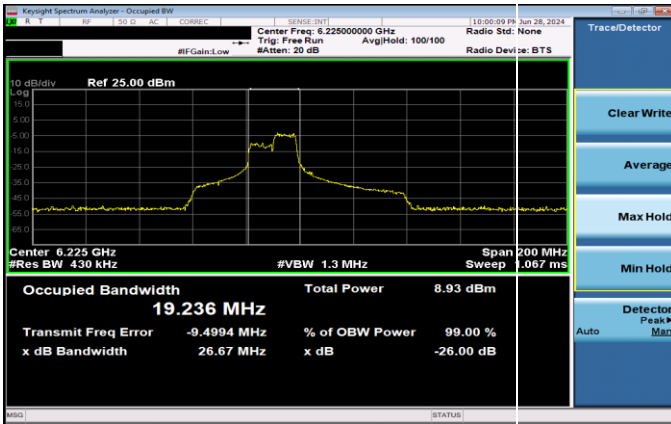 Keysight Spectrum Analyzer - Occupied BW
R T RF 50 Ω AC CORREC SENSE:INT 10:00:09 PM Jun 28, 2024
Center Freq: 6.225000000 GHz Radio Std: None
Trig: Free Run Avg|Hold: 100/100
#IFGain:Low #Atten: 20 dB Radio Device: BTS
10 dB/div Ref 25.00 dBm
Log
15.0
5.00
-5.00
-15.0
-25.0
-35.0
-45.0
-55.0
-65.0
Center 6.225 GHz Span 200 MHz
#Res BW 430 kHz #VBW 1.3 MHz Sweep 1.067 ms
Occupied Bandwidth Total Power 8.93 dBm
19.236 MHz
Transmit Freq Error -9.4994 MHz % of OBW Power 99.00 %
x dB Bandwidth 26.67 MHz x dB -26.00 dB
MSG STATUS
Trace/Detector
Clear Write
Average
Max Hold
Min Hold
Detector
Peak▶
Auto Man